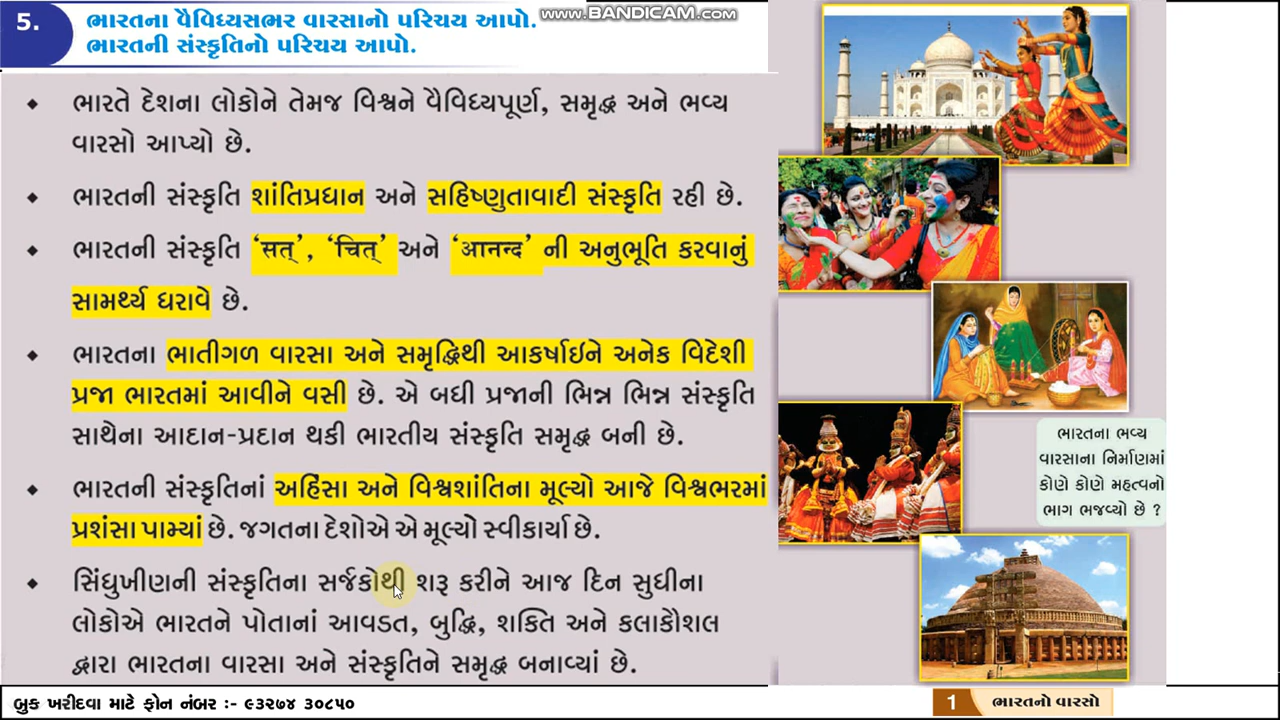 www.BANDICAM.com
5.
ભારતના વૈવિધ્યસભર વારસાનો પરિચય આપો.
ભારતની સંસ્કૃતિનો પરિચય આપો.
ભારતે દેશના લોકોને તેમજ વિશ્વને વૈવિધ્યપૂર્ણ, સમૃદ્ધ અને ભવ્ય
વારસો આપ્યો છે.
ભારતની સંસ્કૃતિ શાંતિપ્રધાન અને સહિષ્ણુતાવાદી સંસ્કૃતિ રહી છે.
ભારતની સંસ્કૃતિ ‘सत्’, ‘चित्’ અને ‘आनन्द’ ની અનુભૂતિ કરવાનું
સામર્થ્ય ધરાવે છે.
ભારતના ભાતીગળ વારસા અને સમૃદ્ધિથી આકર્ષાઇને અનેક વિદેશી
પ્રજા ભારતમાં આવીને વસી છે. એ બધી પ્રજાની ભિન્ન ભિન્ન સંસ્કૃતિ
સાથેના આદાન-પ્રદાન થકી ભારતીય સંસ્કૃતિ સમૃદ્ધ બની છે.
ભારતની સંસ્કૃતિનાં અહિંસા અને વિશ્વશાંતિના મૂલ્યો આજે વિશ્વભરમાં
પ્રશંસા પામ્યાં છે. જગતના દેશોએ એ મૂલ્યોે સ્વીકાર્યા છે.
સિંધુખીણની સંસ્કૃતિના સર્જકોથી શરૂ કરીને આજ દિન સુધીના
લોકોએ ભારતને પોતાનાં આવડત, બુદ્ધિ, શક્તિ અને કલાકૌશલ
દ્વારા ભારતના વારસા અને સંસ્કૃતિને સમૃદ્ધ બનાવ્યાં છે.
ભારતના ભવ્ય
વારસાના નિર્માણમાં
કોણે કોણે મહત્વનો
ભાગ ભજવ્યો છે ?
બુક ખરીદવા માટે ફોન નંબર :- ૯૩૨૭૪ ૩૦૮૫૦
1 ભારતનો વારસો